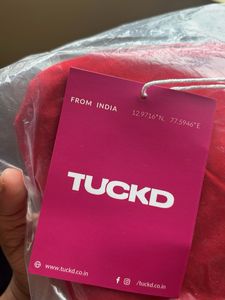 FROM INDIA
12.9716°N, 77.5946°E
TUCKD
www.tuckd.co.in
/tuckd.co.in